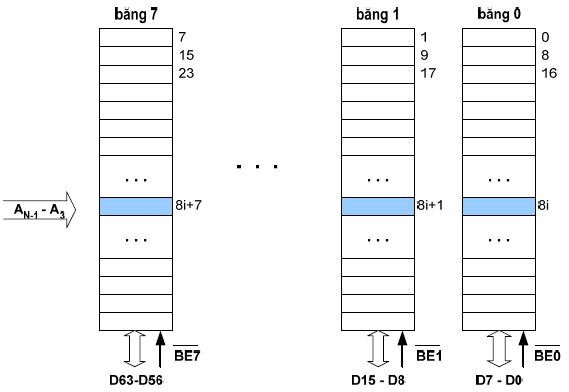 băng 7 băng 1 băng 0
7 1 0
15 9 8
23 17 16
. . . . . . . . .
. . .
A_N-1 - A_3 8i+7 8i+1 8i
. . . . . . . . .
BE7 BE1 BE0
D63-D56 D15 - D8 D7 - D0